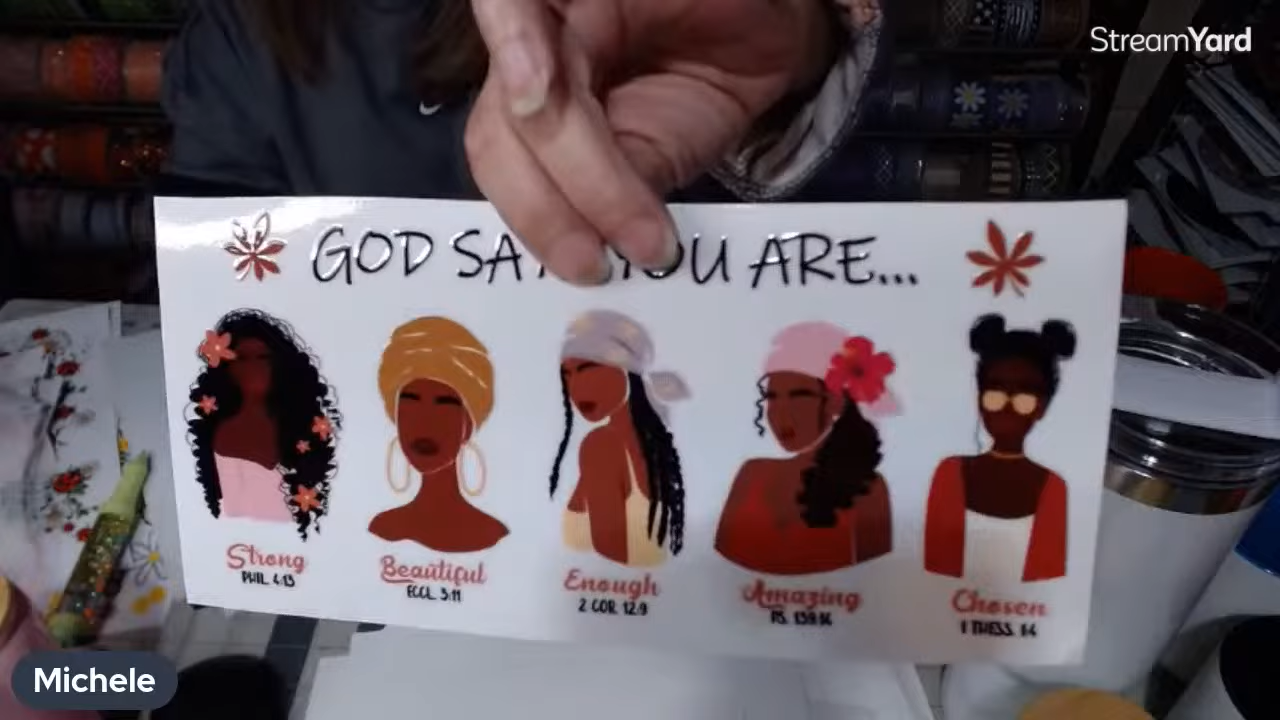 StreamYard
GOD SA YOU ARE...
Strong
PHIL. 4:13
Beautiful
ECCL. 3:11
Enough
2 COR. 12:9
Amazing
PS. 139:14
Chosen
1 THESS. 1:4
Michele